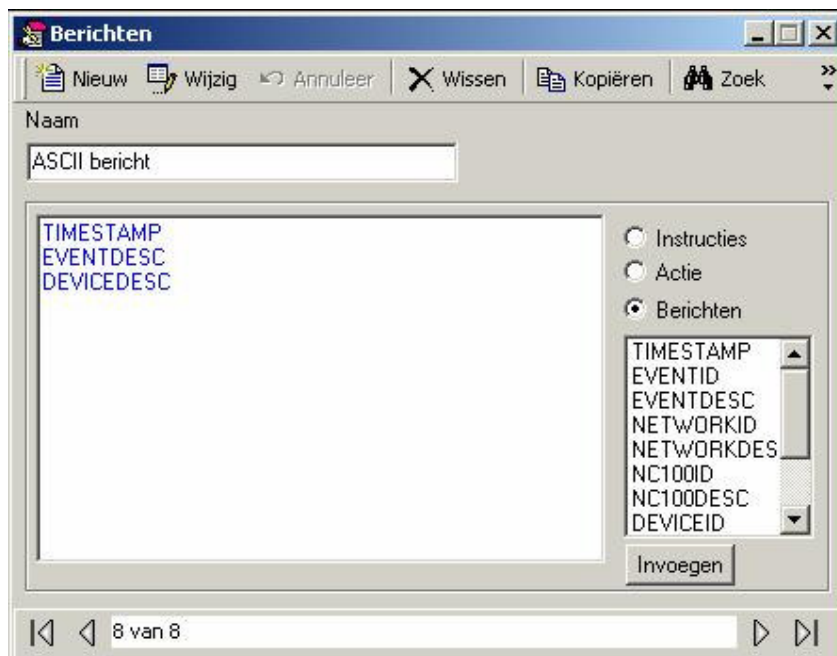 Berichten
Nieuw Wijzig Annuleer Wissen Kopiëren Zoek
Naam
ASCII bericht
TIMESTAMP
EVENTDESC
DEVICEDESC
Instructies
Actie
Berichten
TIMESTAMP
EVENTID
EVENTDESC
NETWORKID
NETWORKDES
NC100ID
NC100DESC
DEVICEID
Invoegen
8 van 8